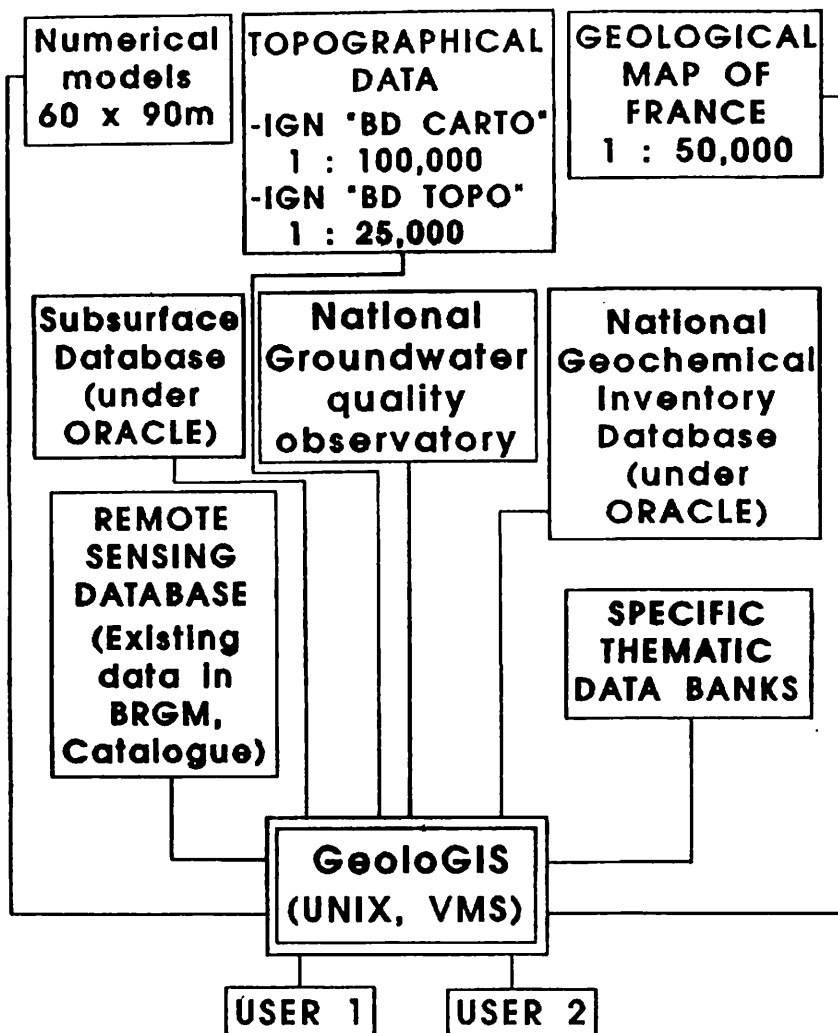 Numerical
models
60 x 90m
TOPOGRAPHICAL
DATA
-IGN "BD CARTO"
1 : 100,000
-IGN "BD TOPO"
1 : 25,000
GEOLOGICAL
MAP OF
FRANCE
1 : 50,000
Subsurface
Database
(under
ORACLE)
National
Groundwater
quality
observatory
National
Geochemical
Inventory
Database
(under
ORACLE)
REMOTE
SENSING
DATABASE
(Existing
data in
BRGM,
Catalogue)
SPECIFIC
THEMATIC
DATA BANKS
GeoloGIS
(UNIX, VMS)
USER 1
USER 2